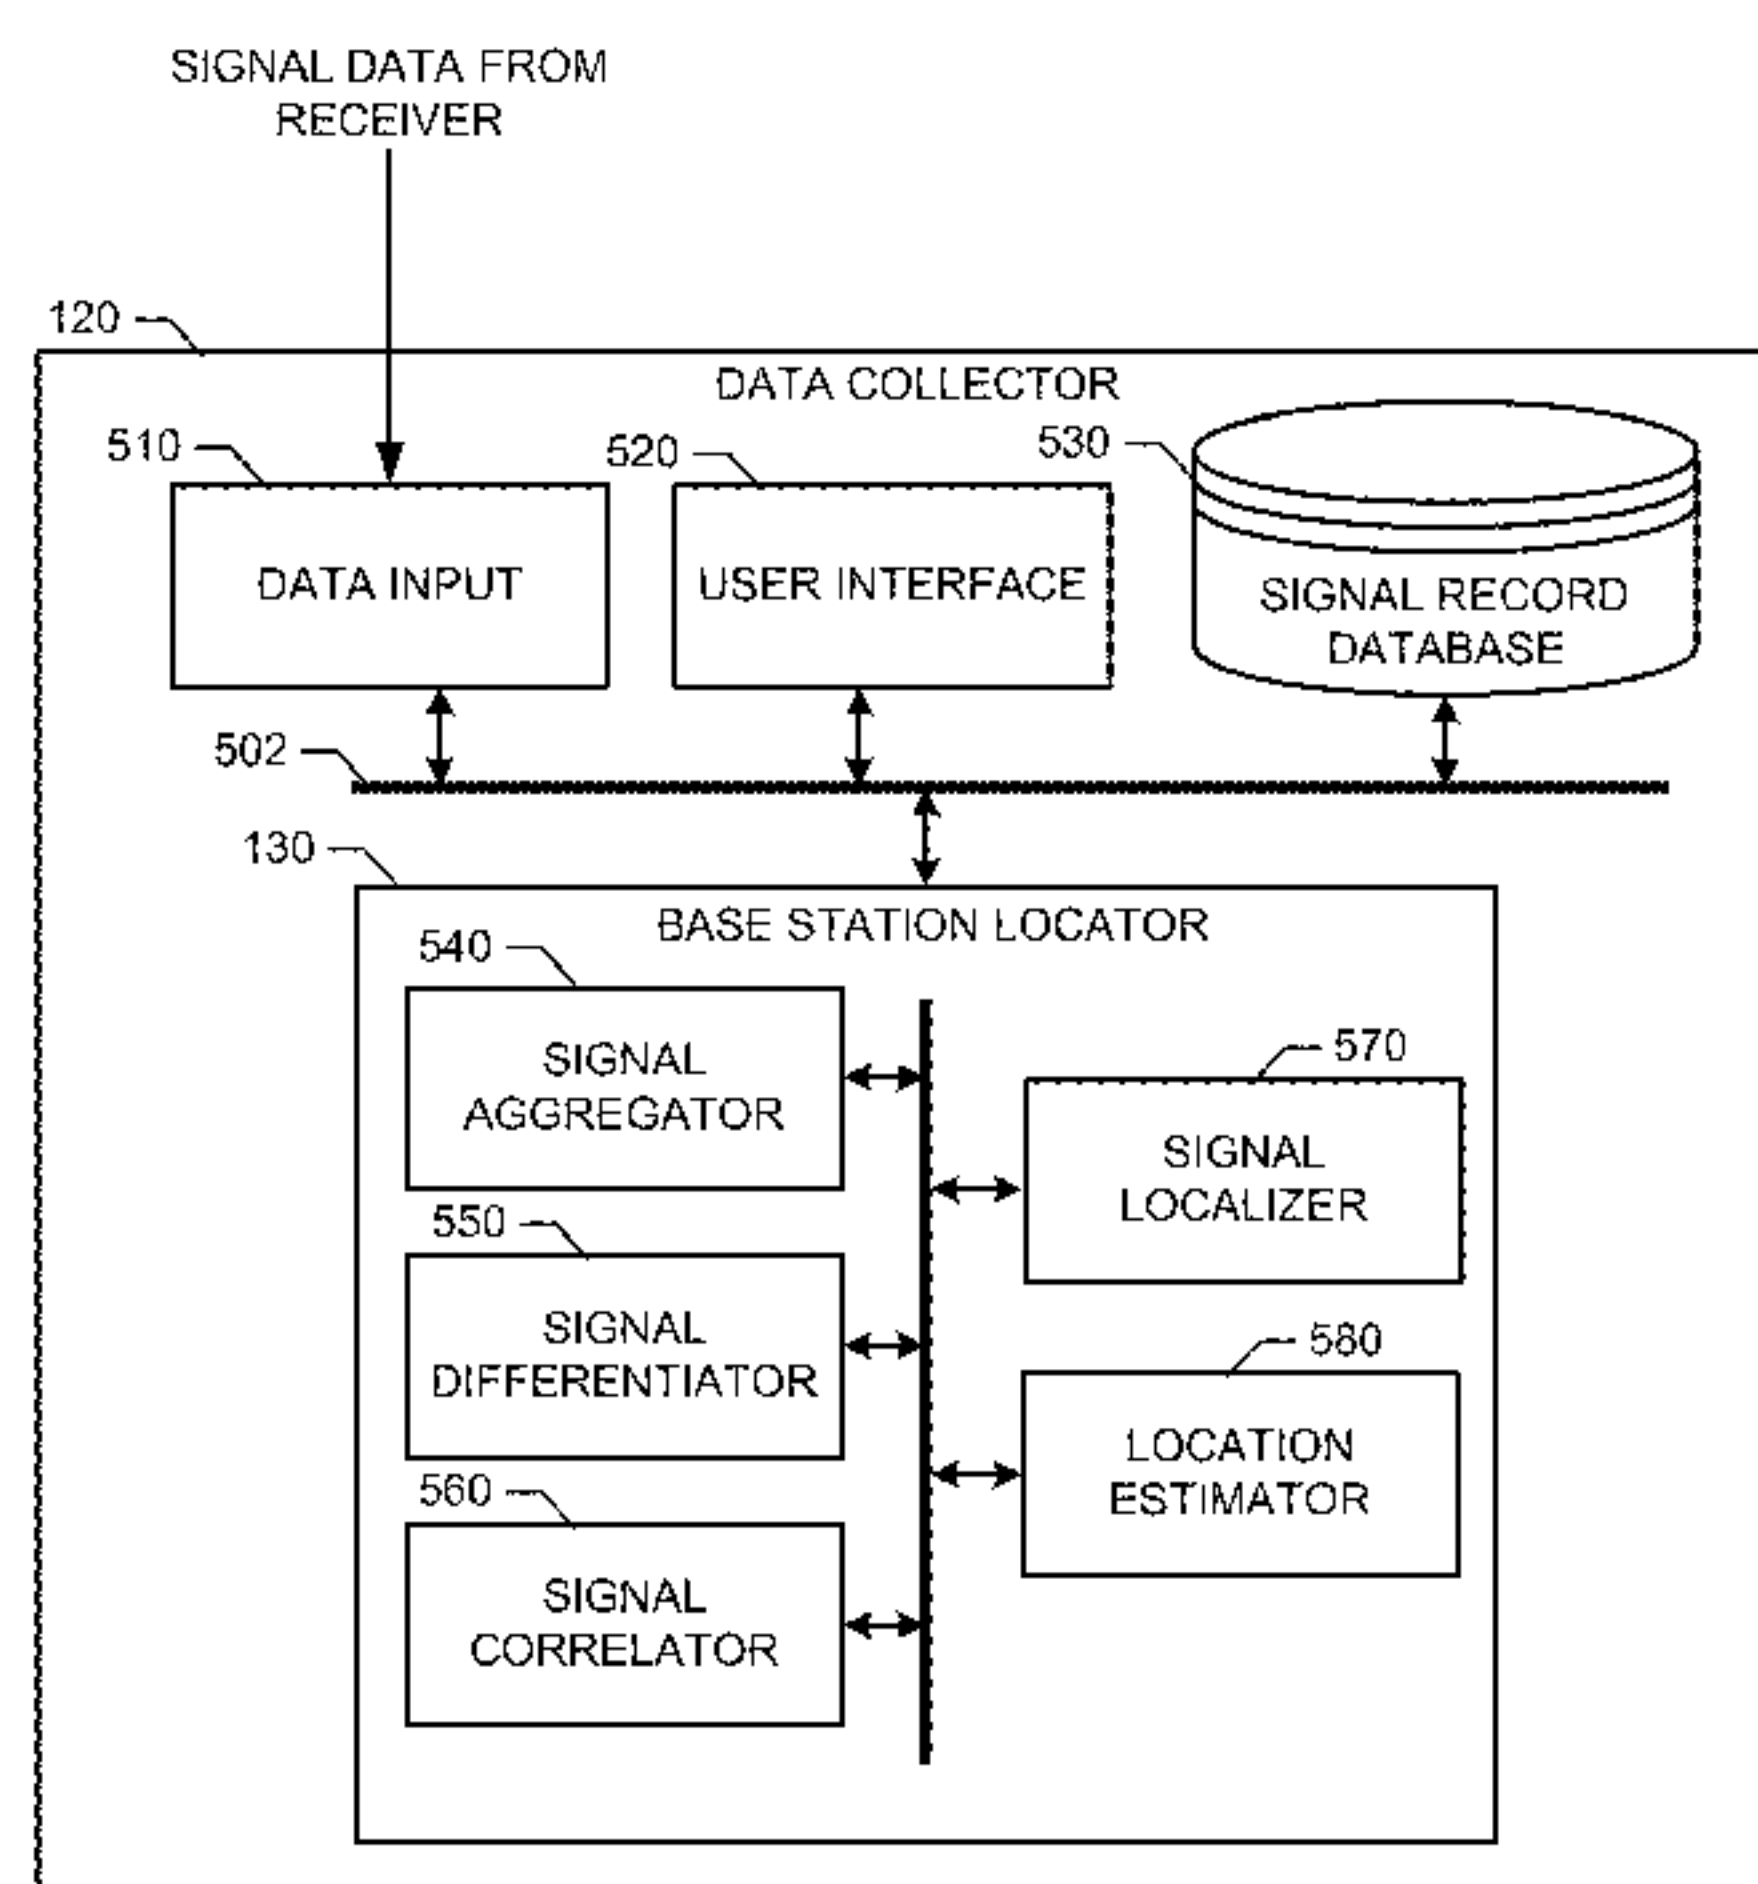 SIGNAL DATA FROM
RECEIVER
120
DATA COLLECTOR
510
520
530
DATA INPUT
USER INTERFACE
SIGNAL RECORD
DATABASE
502
130
BASE STATION LOCATOR
540
SIGNAL
AGGREGATOR
570
SIGNAL
LOCALIZER
550
SIGNAL
DIFFERENTIATOR
580
LOCATION
ESTIMATOR
560
SIGNAL
CORRELATOR